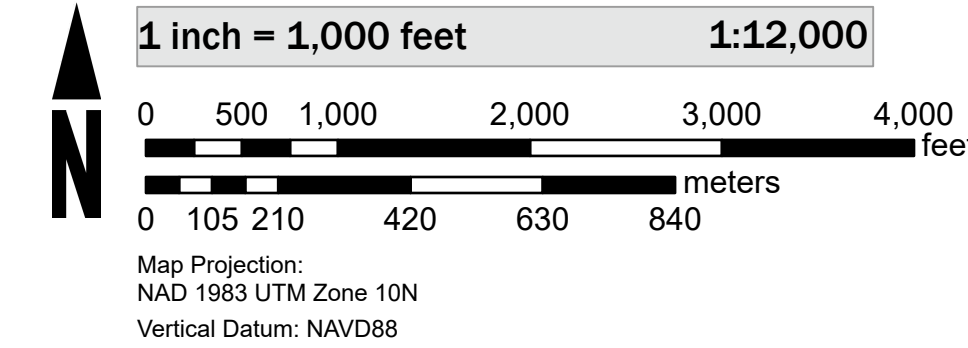 1 inch = 1,000 feet 1:12,000
0 500 1,000 2,000 3,000 4,000
feet
meters
0 105 210 420 630 840
N
Map Projection:
NAD 1983 UTM Zone 10N
Vertical Datum: NAVD88